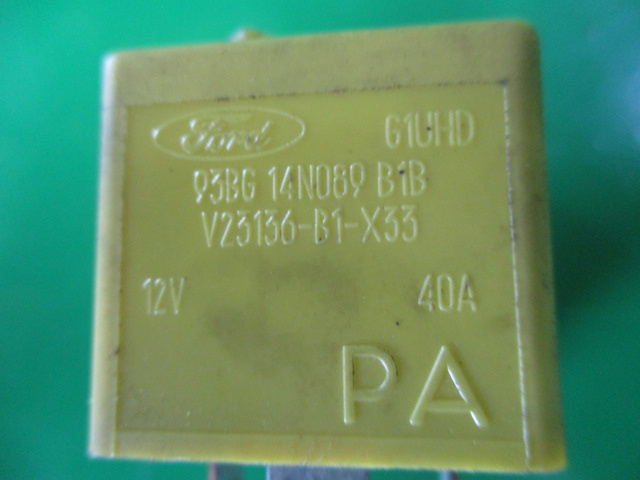 Ford G1UHD
93BG 14N089 B1B
V23136-B1-X33
12V 40A
PA